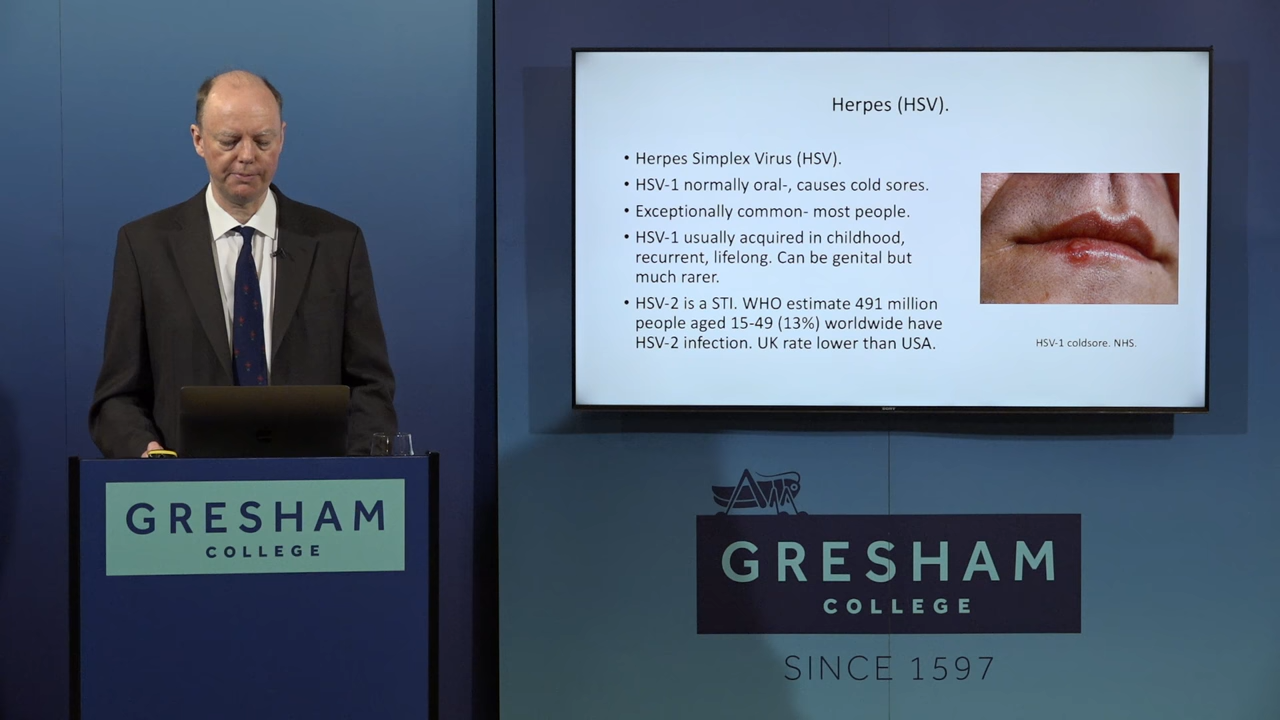 Herpes (HSV).
• Herpes Simplex Virus (HSV).
• HSV-1 normally oral-, causes cold sores.
• Exceptionally common- most people.
• HSV-1 usually acquired in childhood,
recurrent, lifelong. Can be genital but
much rarer.
• HSV-2 is a STI. WHO estimate 491 million
people aged 15-49 (13%) worldwide have
HSV-2 infection. UK rate lower than USA.
HSV-1 coldsore. NHS.
SONY
GRESHAM
COLLEGE
GRESHAM
COLLEGE
SINCE 1597